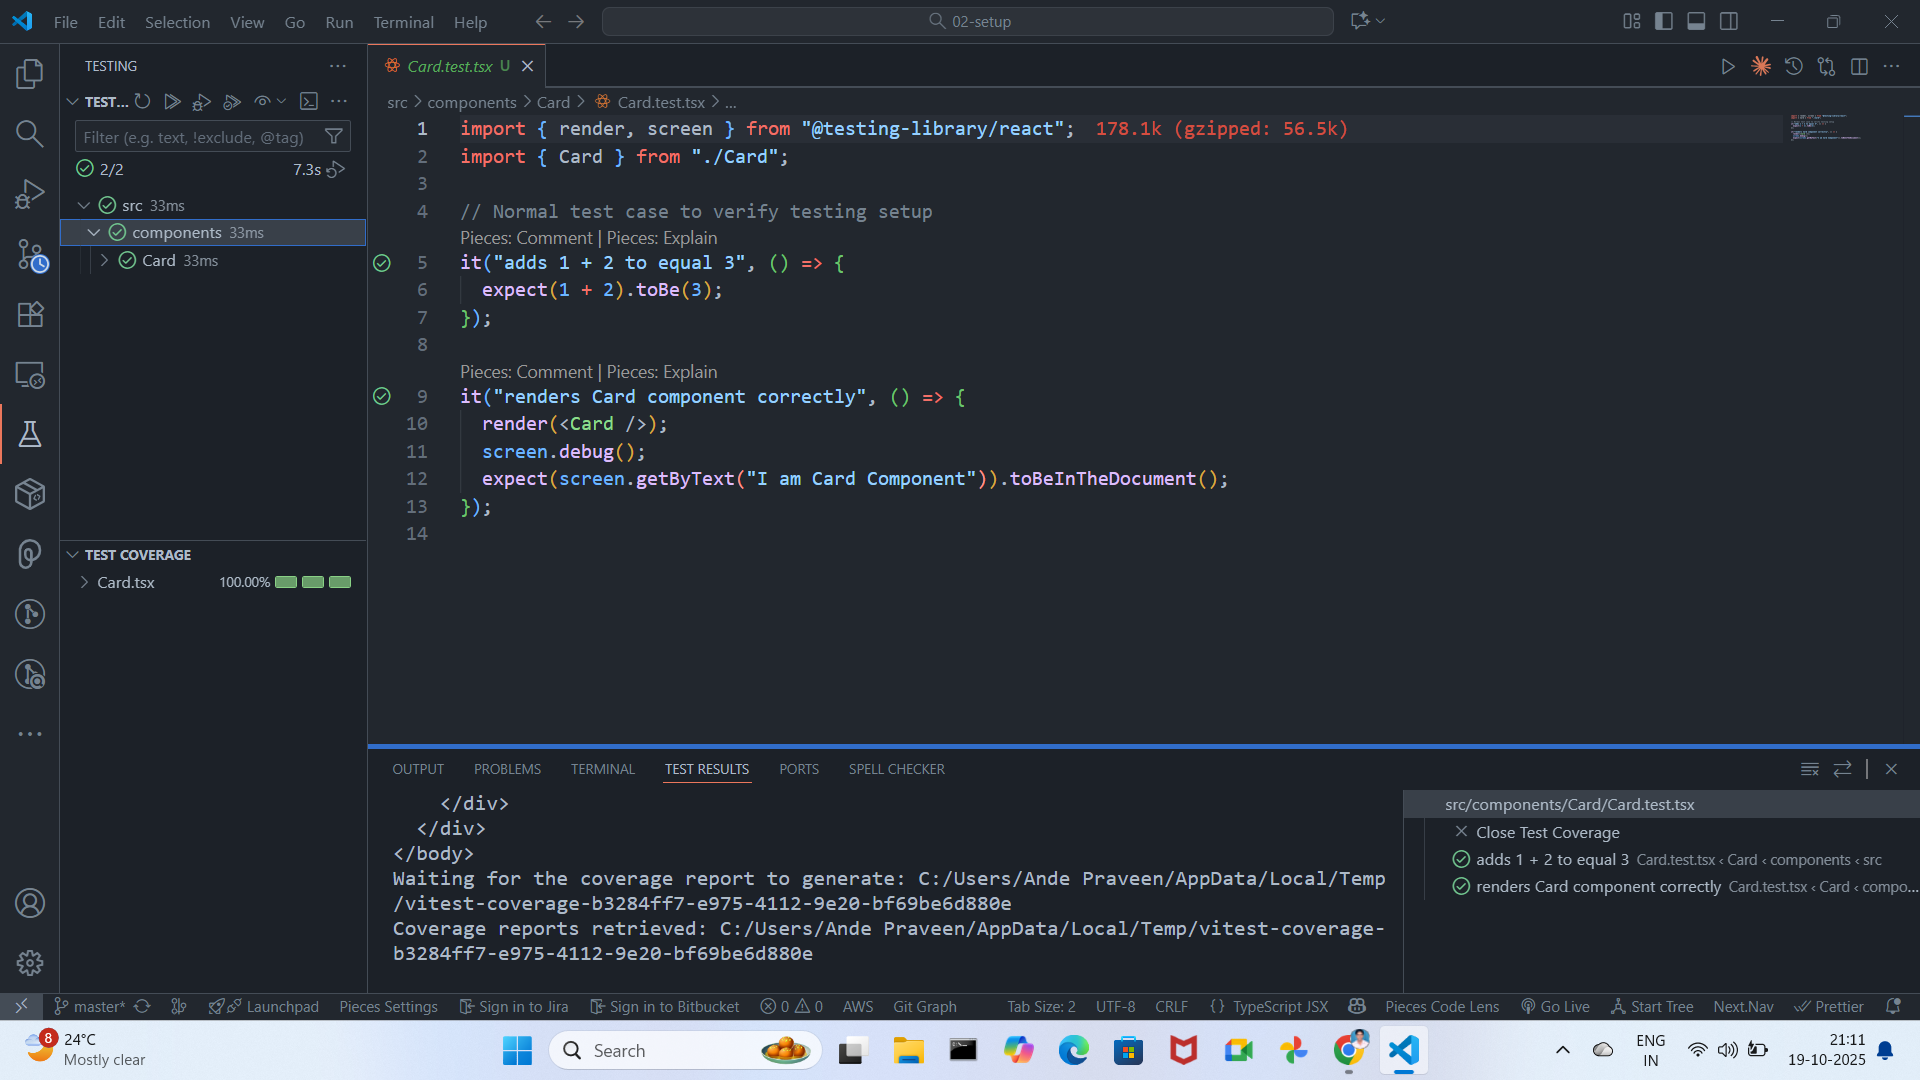 File Edit Selection View Go Run Terminal Help
02-setup
TESTING
TEST...
Filter (e.g. text, !exclude, @tag)
2/2
7.3s
src 33ms
components 33ms
Card 33ms
TEST COVERAGE
Card.tsx 100.00%
Card.test.tsx U
src > components > Card > Card.test.tsx > ...
1 import { render, screen } from "@testing-library/react"; 178.1k (gzipped: 56.5k)
2 import { Card } from "./Card";
3
4 // Normal test case to verify testing setup
Pieces: Comment | Pieces: Explain
5 it("adds 1 + 2 to equal 3", () => {
6 expect(1 + 2).toBe(3);
7 });
8
Pieces: Comment | Pieces: Explain
9 it("renders Card component correctly", () => {
10 render(<Card />);
11 screen.debug();
12 expect(screen.getByText("I am Card Component")).toBeInTheDocument();
13 });
14
OUTPUT PROBLEMS TERMINAL TEST RESULTS PORTS SPELL CHECKER
</div>
</div>
</body>
Waiting for the coverage report to generate: C:/Users/Ande Praveen/AppData/Local/Temp
/vitest-coverage-b3284ff7-e975-4112-9e20-bf69be6d880e
Coverage reports retrieved: C:/Users/Ande Praveen/AppData/Local/Temp/vitest-coverage-
b3284ff7-e975-4112-9e20-bf69be6d880e
src/components/Card/Card.test.tsx
Close Test Coverage
adds 1 + 2 to equal 3 Card.test.tsx ‹ Card ‹ components ‹ src
renders Card component correctly Card.test.tsx ‹ Card ‹ compo...
master* Launchpad Pieces Settings Sign in to Jira Sign in to Bitbucket 0 0 AWS Git Graph Tab Size: 2 UTF-8 CRLF {} TypeScript JSX Pieces Code Lens Go Live Start Tree Next.Nav Prettier
8
24°C
Mostly clear
Search
ENG
IN
21:11
19-10-2025